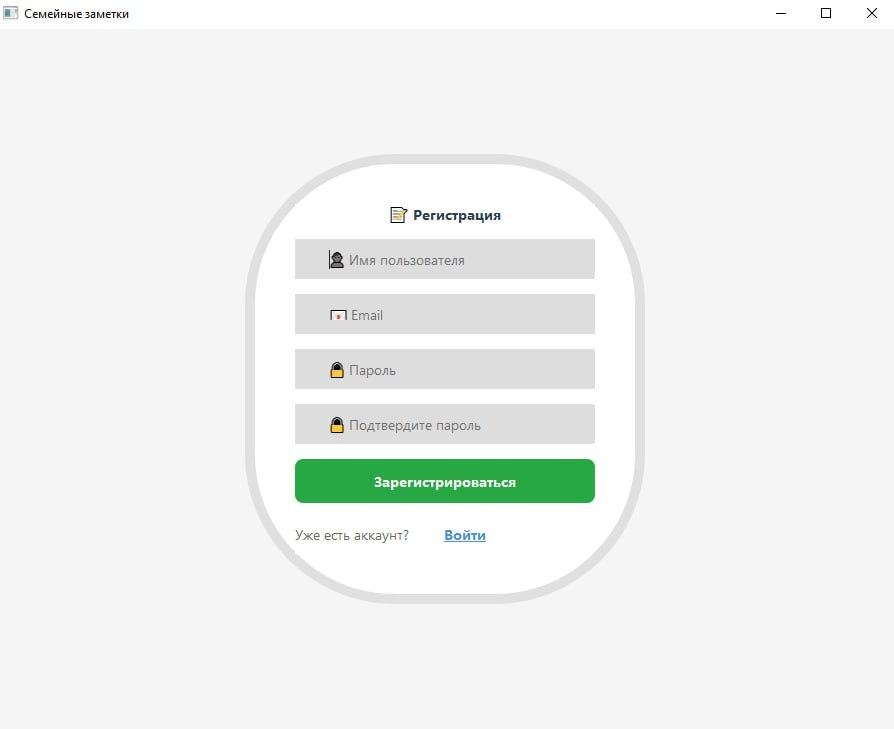 Семейные заметки
Регистрация
Имя пользователя
Email
Пароль
Подтвердите пароль
Зарегистрироваться
Уже есть аккаунт? Войти